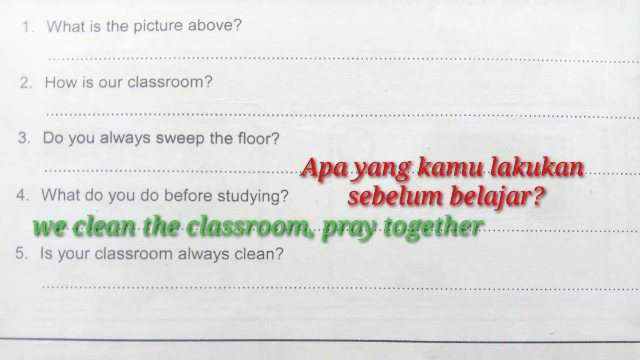 1. What is the picture above?
2. How is our classroom?
3. Do you always sweep the floor?
Apa yang kamu lakukan
4. What do you do before studying?
sebelum belajar?
we clean the classroom, pray together
5. Is your classroom always clean?